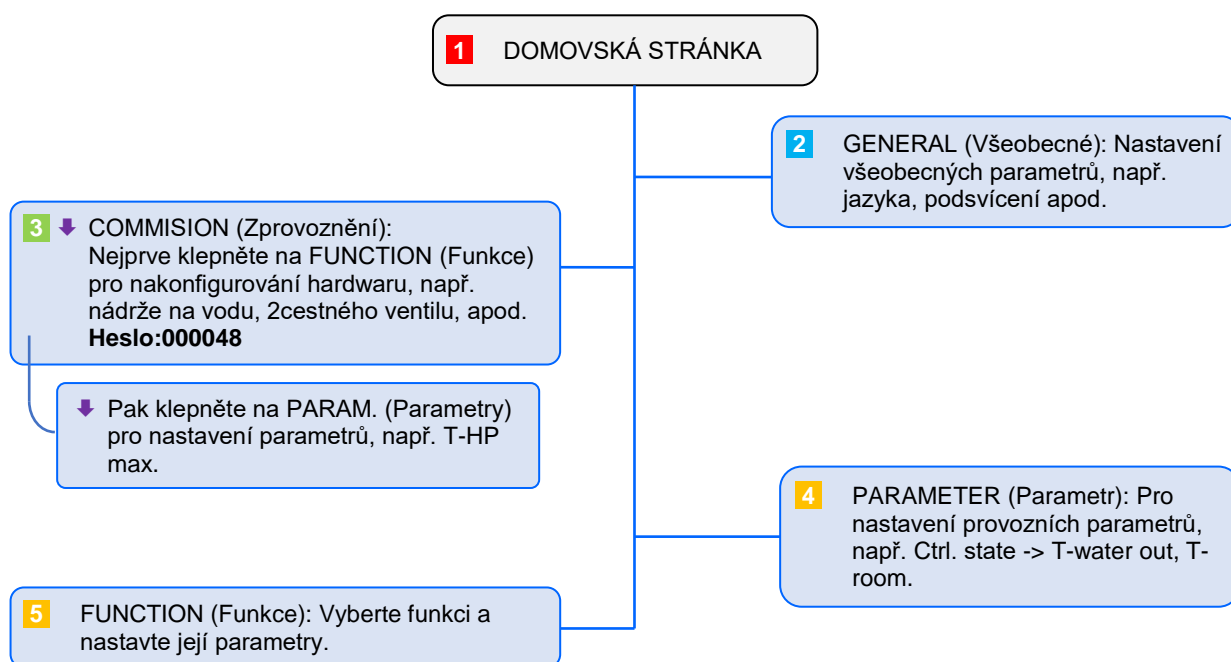 1 DOMOVSKÁ STRÁNKA
2 GENERAL (Všeobecné): Nastavení
všeobecných parametrů, např.
jazyka, podsvícení apod.
3 COMMISION (Zprovoznění):
Nejprve klepněte na FUNCTION (Funkce)
pro nakonfigurování hardwaru, např.
nádrže na vodu, 2cestného ventilu, apod.
Heslo:000048
Pak klepněte na PARAM. (Parametry)
pro nastavení parametrů, např. T-HP
max.
4 PARAMETER (Parametr): Pro
nastavení provozních parametrů,
např. Ctrl. state -> T-water out, T-
room.
5 FUNCTION (Funkce): Vyberte funkci a
nastavte její parametry.